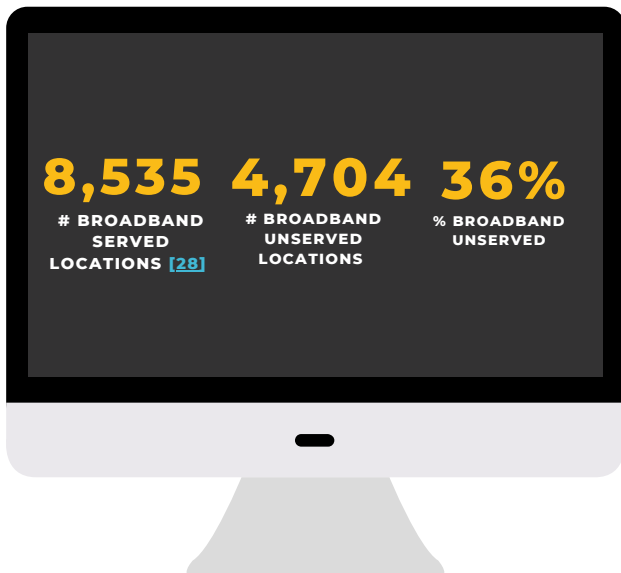 8,535
# BROADBAND
SERVED
LOCATIONS [28]
4,704
# BROADBAND
UNSERVED
LOCATIONS
36%
% BROADBAND
UNSERVED